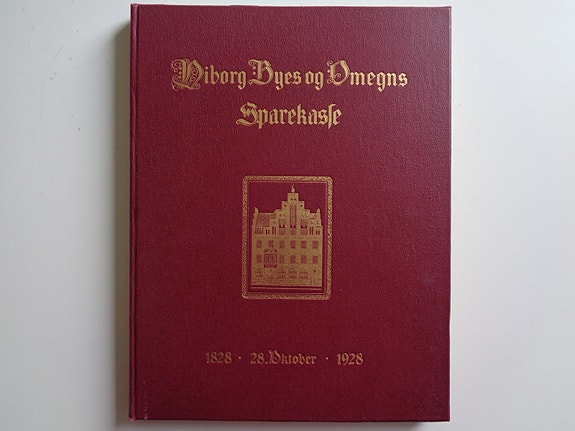 Viborg Byes og Omegns
Sparekasse
1828 · 28. Oktober · 1928